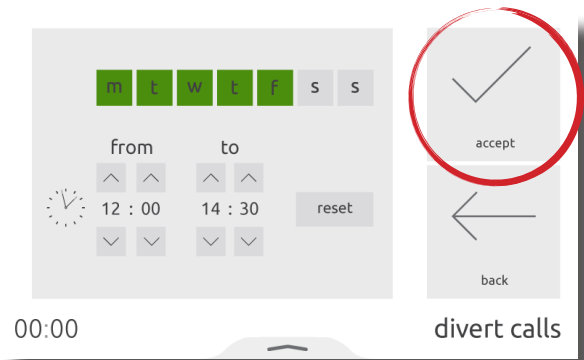 m t w t f s s
accept
from to
12 : 00 14 : 30
reset
back
00:00
divert calls